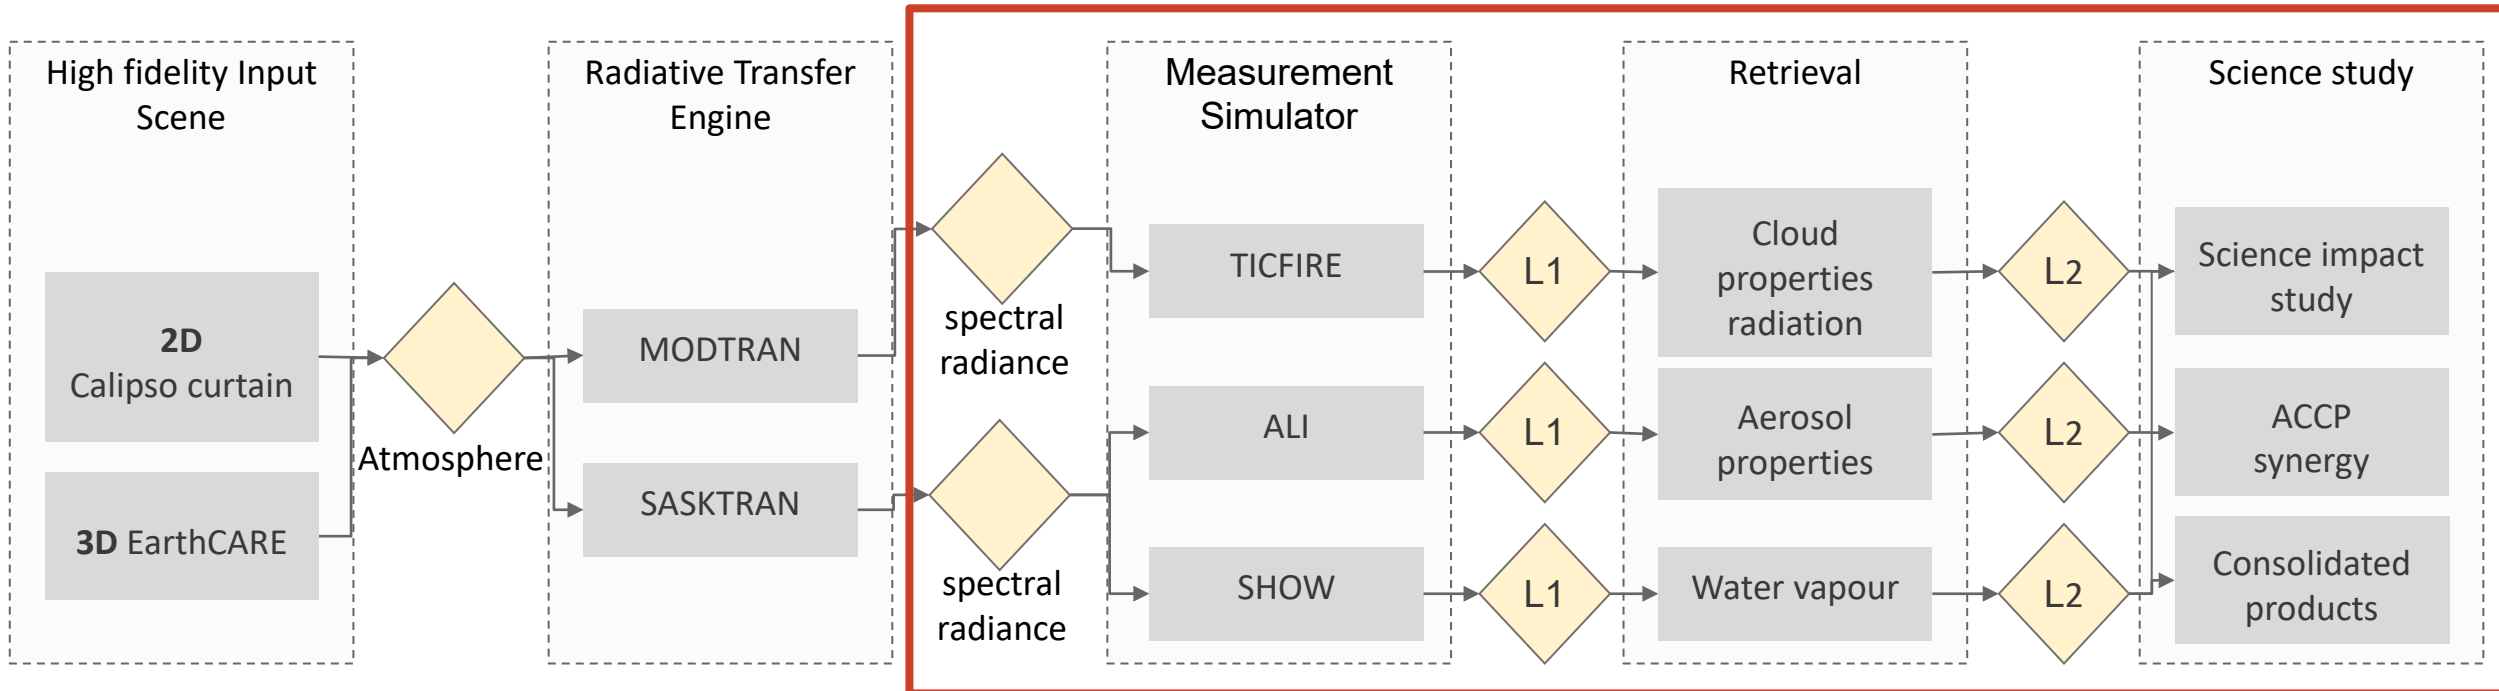 High fidelity Input
Scene
2D
Calipso curtain
3D EarthCARE
Atmosphere
Radiative Transfer
Engine
MODTRAN
SASKTRAN
spectral
radiance
spectral
radiance
Measurement
Simulator
TICFIRE
ALI
SHOW
L1
L1
L1
Retrieval
Cloud
properties
radiation
Aerosol
properties
Water vapour
L2
L2
L2
Science study
Science impact
study
ACCP
synergy
Consolidated
products